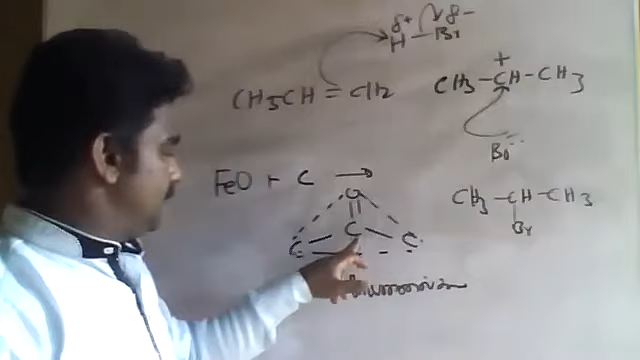 δ+ δ−
H – Br
CH3CH = CH2
+
CH3 – CH – CH3
Br
FeO + C →
O
C
C C
CH3 – CH – CH3
Br